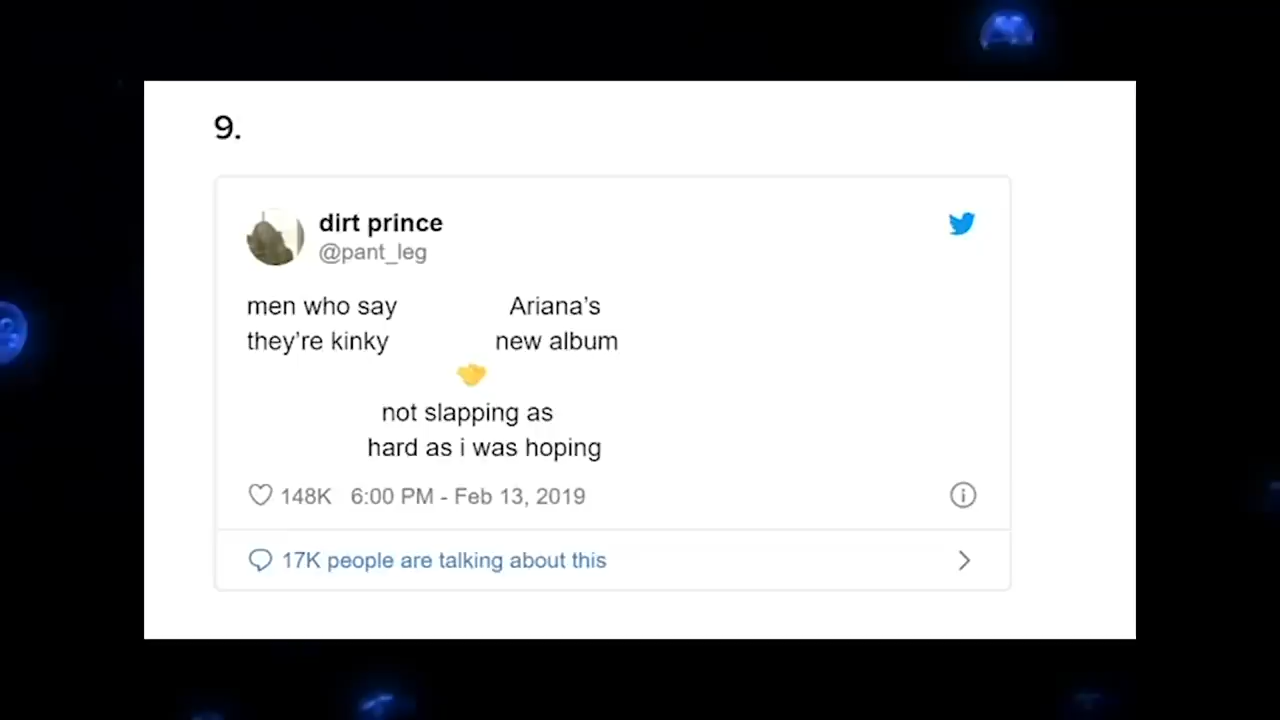 9.
dirt prince
@pant_leg
men who say Ariana’s
they’re kinky new album
🤝
not slapping as
hard as i was hoping
148K 6:00 PM - Feb 13, 2019
17K people are talking about this